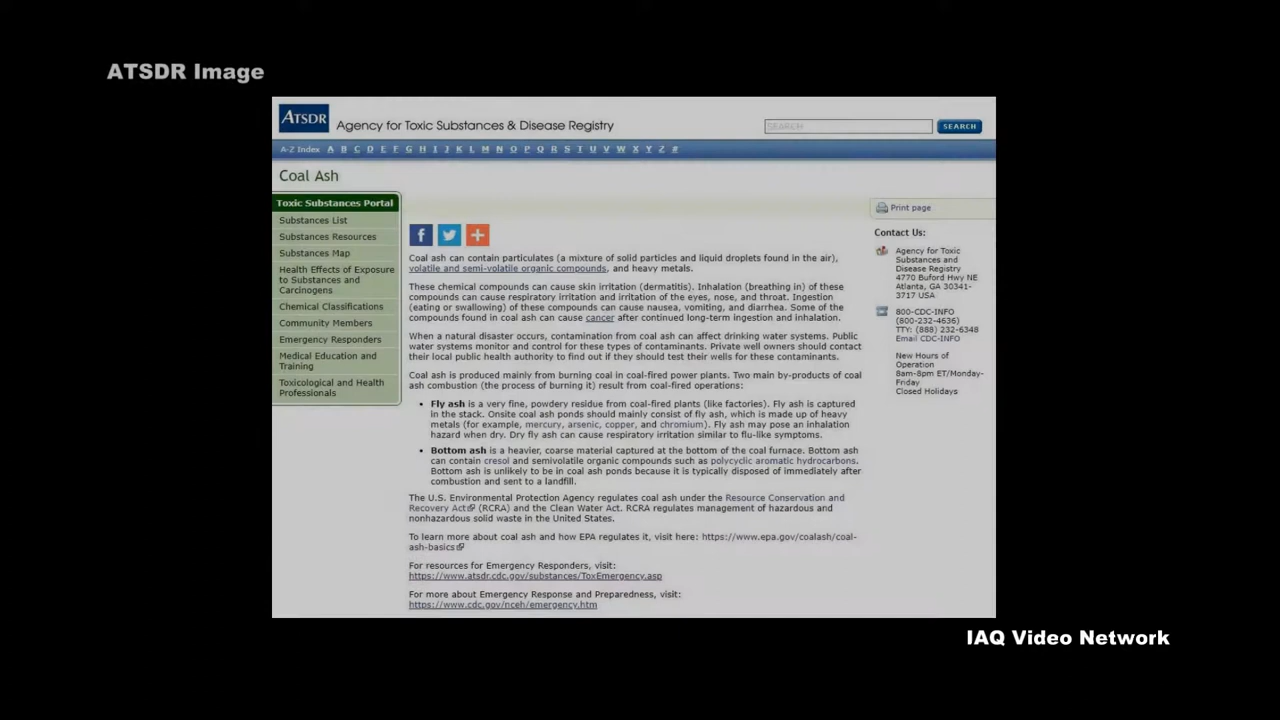 ATSDR Image
ATSDR
Agency for Toxic Substances & Disease Registry
SEARCH
SEARCH
A-Z Index A B C D E F G H I J K L M N O P Q R S T U V W X Y Z #
Coal Ash
Toxic Substances Portal
Substances List
Substances Resources
Substances Map
Health Effects of Exposure
to Substances and
Carcinogens
Chemical Classifications
Community Members
Emergency Responders
Medical Education and
Training
Toxicological and Health
Professionals
Coal ash can contain particulates (a mixture of solid particles and liquid droplets found in the air),
volatile and semi-volatile organic compounds, and heavy metals.
These chemical compounds can cause skin irritation (dermatitis). Inhalation (breathing in) of these
compounds can cause respiratory irritation and irritation of the eyes, nose, and throat. Ingestion
(eating or swallowing) of these compounds can cause nausea, vomiting, and diarrhea. Some of the
compounds found in coal ash can cause cancer after continued long-term ingestion and inhalation.
When a natural disaster occurs, contamination from coal ash can affect drinking water systems. Public
water systems monitor and control for these types of contaminants. Private well owners should contact
their local public health authority to find out if they should test their wells for these contaminants.
Coal ash is produced mainly from burning coal in coal-fired power plants. Two main by-products of coal
ash combustion (the process of burning it) result from coal-fired operations:
• Fly ash is a very fine, powdery residue from coal-fired plants (like factories). Fly ash is captured
in the stack. Onsite coal ash ponds should mainly consist of fly ash, which is made up of heavy
metals (for example, mercury, arsenic, copper, and chromium). Fly ash may pose an inhalation
hazard when dry. Dry fly ash can cause respiratory irritation similar to flu-like symptoms.
• Bottom ash is a heavier, coarse material captured at the bottom of the coal furnace. Bottom ash
can contain cresol and semivolatile organic compounds such as polycyclic aromatic hydrocarbons.
Bottom ash is unlikely to be in coal ash ponds because it is typically disposed of immediately after
combustion and sent to a landfill.
The U.S. Environmental Protection Agency regulates coal ash under the Resource Conservation and
Recovery Act (RCRA) and the Clean Water Act. RCRA regulates management of hazardous and
nonhazardous solid waste in the United States.
To learn more about coal ash and how EPA regulates it, visit here: https://www.epa.gov/coalash/coal-
ash-basics
For resources for Emergency Responders, visit:
https://www.atsdr.cdc.gov/substances/ToxEmergency.asp
For more about Emergency Response and Preparedness, visit:
https://www.cdc.gov/nceh/emergency.htm
Print page
Contact Us:
Agency for Toxic
Substances and
Disease Registry
4770 Buford Hwy NE
Atlanta, GA 30341-
3717 USA
800-CDC-INFO
(800-232-4636)
TTY: (888) 232-6348
Email CDC-INFO
New Hours of
Operation
8am-8pm ET/Monday-
Friday
Closed Holidays
IAQ Video Network